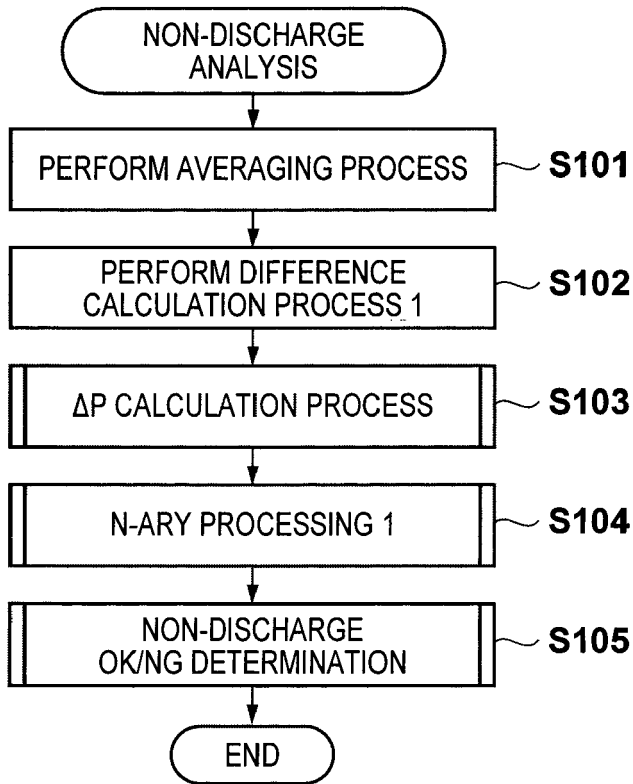 NON-DISCHARGE
ANALYSIS
PERFORM AVERAGING PROCESS
S101
PERFORM DIFFERENCE
CALCULATION PROCESS 1
S102
ΔP CALCULATION PROCESS
S103
N-ARY PROCESSING 1
S104
NON-DISCHARGE
OK/NG DETERMINATION
S105
END